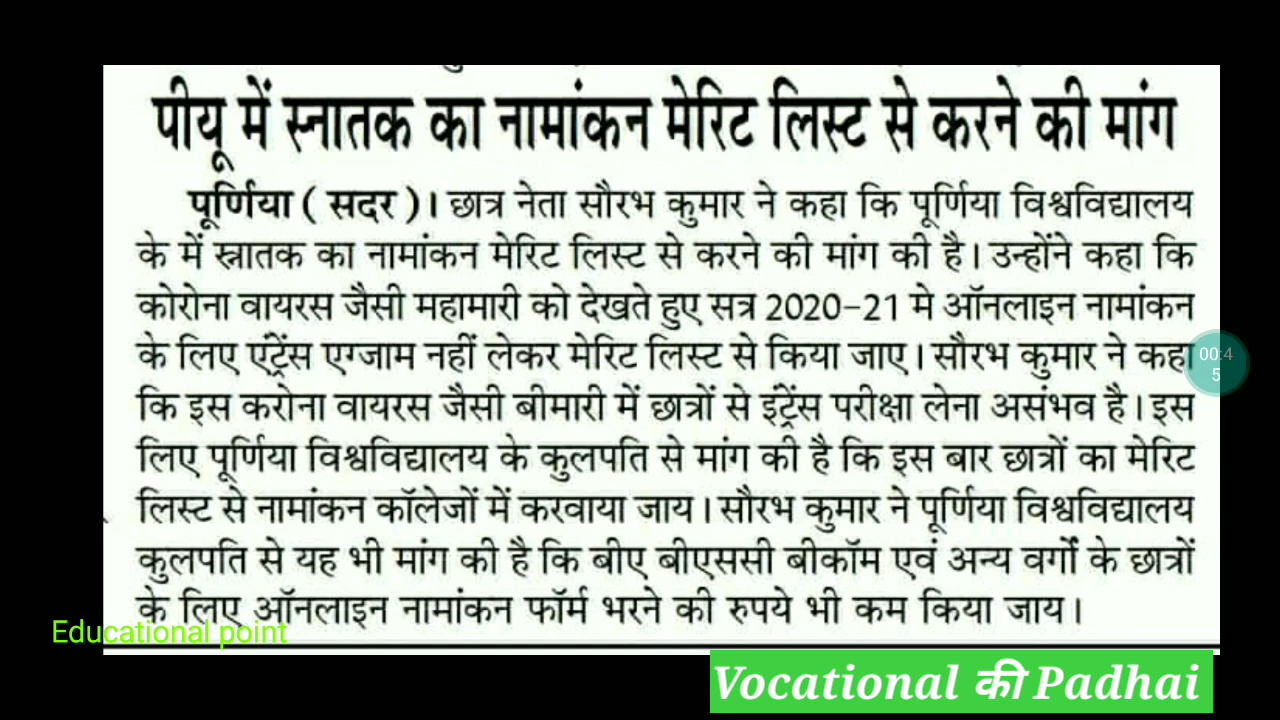 पीयू में स्नातक का नामांकन मेरिट लिस्ट से करने की मांग
पूर्णिया ( सदर )। छात्र नेता सौरभ कुमार ने कहा कि पूर्णिया विश्वविद्यालय
के में स्नातक का नामांकन मेरिट लिस्ट से करने की मांग की है। उन्होंने कहा कि
कोरोना वायरस जैसी महामारी को देखते हुए सत्र 2020-21 मे ऑनलाइन नामांकन
के लिए एंट्रेंस एग्जाम नहीं लेकर मेरिट लिस्ट से किया जाए। सौरभ कुमार ने कहा
कि इस करोना वायरस जैसी बीमारी में छात्रों से इंट्रेंस परीक्षा लेना असंभव है। इस
लिए पूर्णिया विश्वविद्यालय के कुलपति से मांग की है कि इस बार छात्रों का मेरिट
लिस्ट से नामांकन कॉलेजों में करवाया जाय। सौरभ कुमार ने पूर्णिया विश्वविद्यालय
कुलपति से यह भी मांग की है कि बीए बीएससी बीकॉम एवं अन्य वर्गों के छात्रों
के लिए ऑनलाइन नामांकन फॉर्म भरने की रुपये भी कम किया जाय।
00:4
5
Educational point
Vocational की Padhai